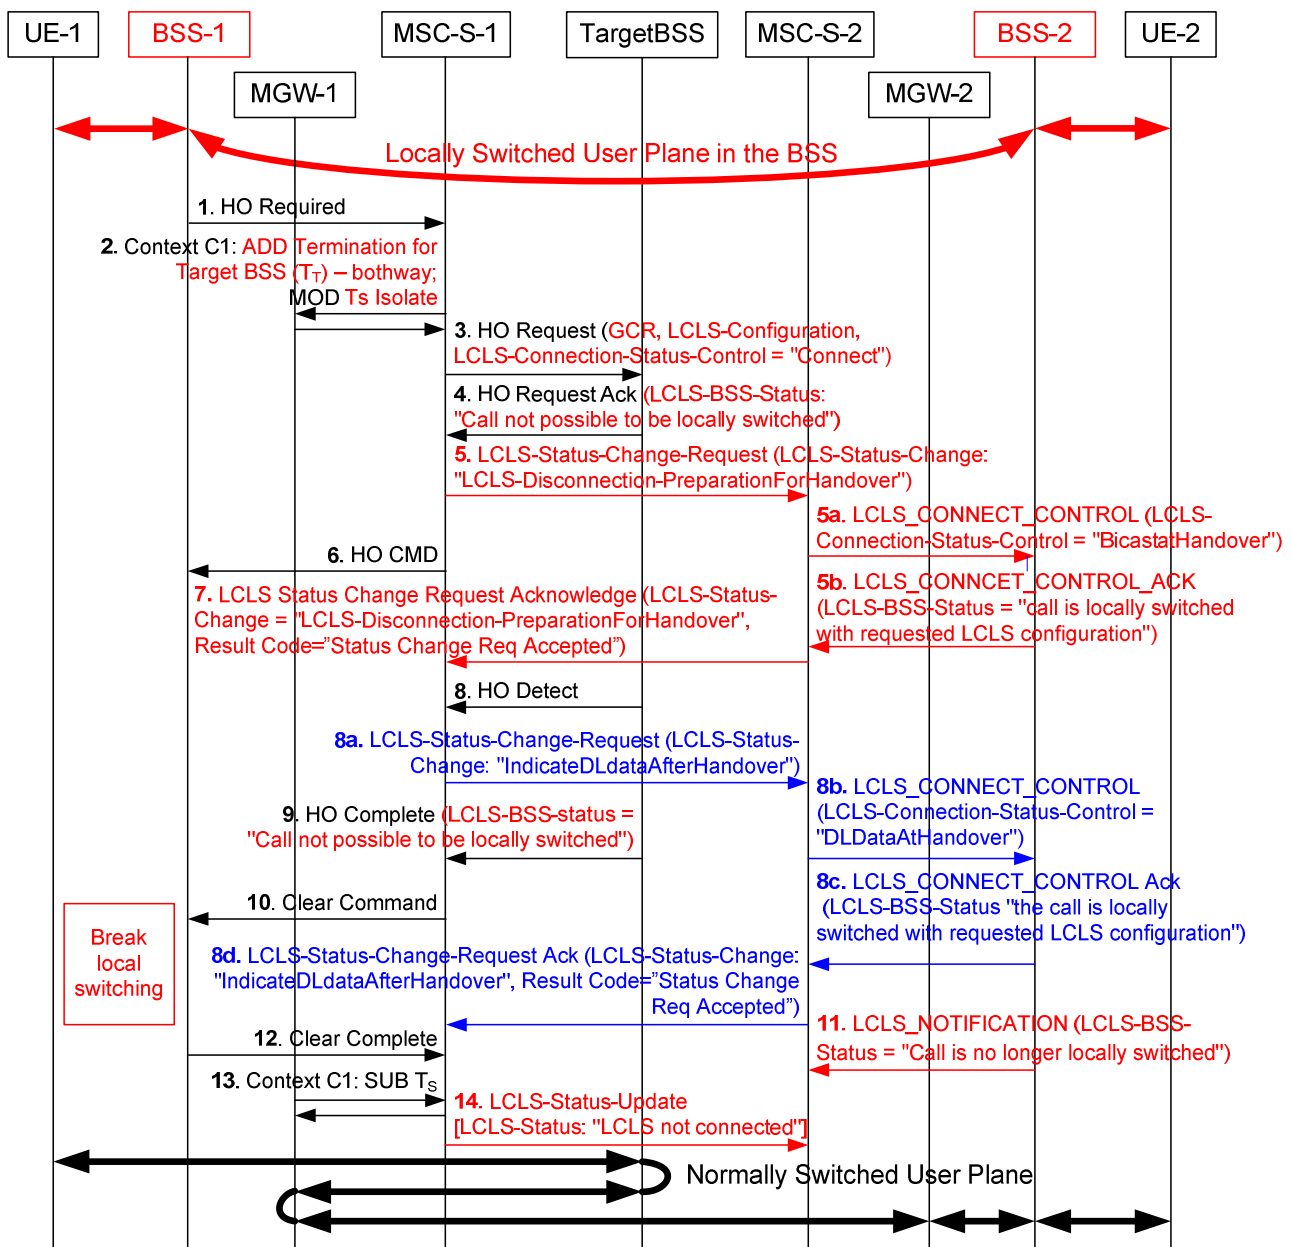 UE-1
BSS-1
MSC-S-1
TargetBSS
MSC-S-2
BSS-2
UE-2
MGW-1
MGW-2
Locally Switched User Plane in the BSS
1. HO Required
2. Context C1: ADD Termination for
Target BSS (TT) – bothway;
MOD Ts Isolate
3. HO Request (GCR, LCLS-Configuration,
LCLS-Connection-Status-Control = "Connect")
4. HO Request Ack (LCLS-BSS-Status:
"Call not possible to be locally switched")
5. LCLS-Status-Change-Request (LCLS-Status-Change:
"LCLS-Disconnection-PreparationForHandover")
5a. LCLS_CONNECT_CONTROL (LCLS-
Connection-Status-Control = "BicastatHandover")
6. HO CMD
5b. LCLS_CONNCET_CONTROL_ACK
(LCLS-BSS-Status = "call is locally switched
with requested LCLS configuration")
7. LCLS Status Change Request Acknowledge (LCLS-Status-
Change = "LCLS-Disconnection-PreparationForHandover",
Result Code=”Status Change Req Accepted”)
8. HO Detect
8a. LCLS-Status-Change-Request (LCLS-Status-
Change: "IndicateDLdataAfterHandover")
8b. LCLS_CONNECT_CONTROL
(LCLS-Connection-Status-Control =
"DLDataAtHandover")
9. HO Complete (LCLS-BSS-status =
"Call not possible to be locally switched")
8c. LCLS_CONNECT_CONTROL Ack
(LCLS-BSS-Status "the call is locally
switched with requested LCLS configuration")
10. Clear Command
Break
local
switching
8d. LCLS-Status-Change-Request Ack (LCLS-Status-Change:
"IndicateDLdataAfterHandover", Result Code=”Status Change
Req Accepted”)
11. LCLS_NOTIFICATION (LCLS-BSS-
Status = "Call is no longer locally switched")
12. Clear Complete
13. Context C1: SUB TS
14. LCLS-Status-Update
[LCLS-Status: "LCLS not connected"]
Normally Switched User Plane